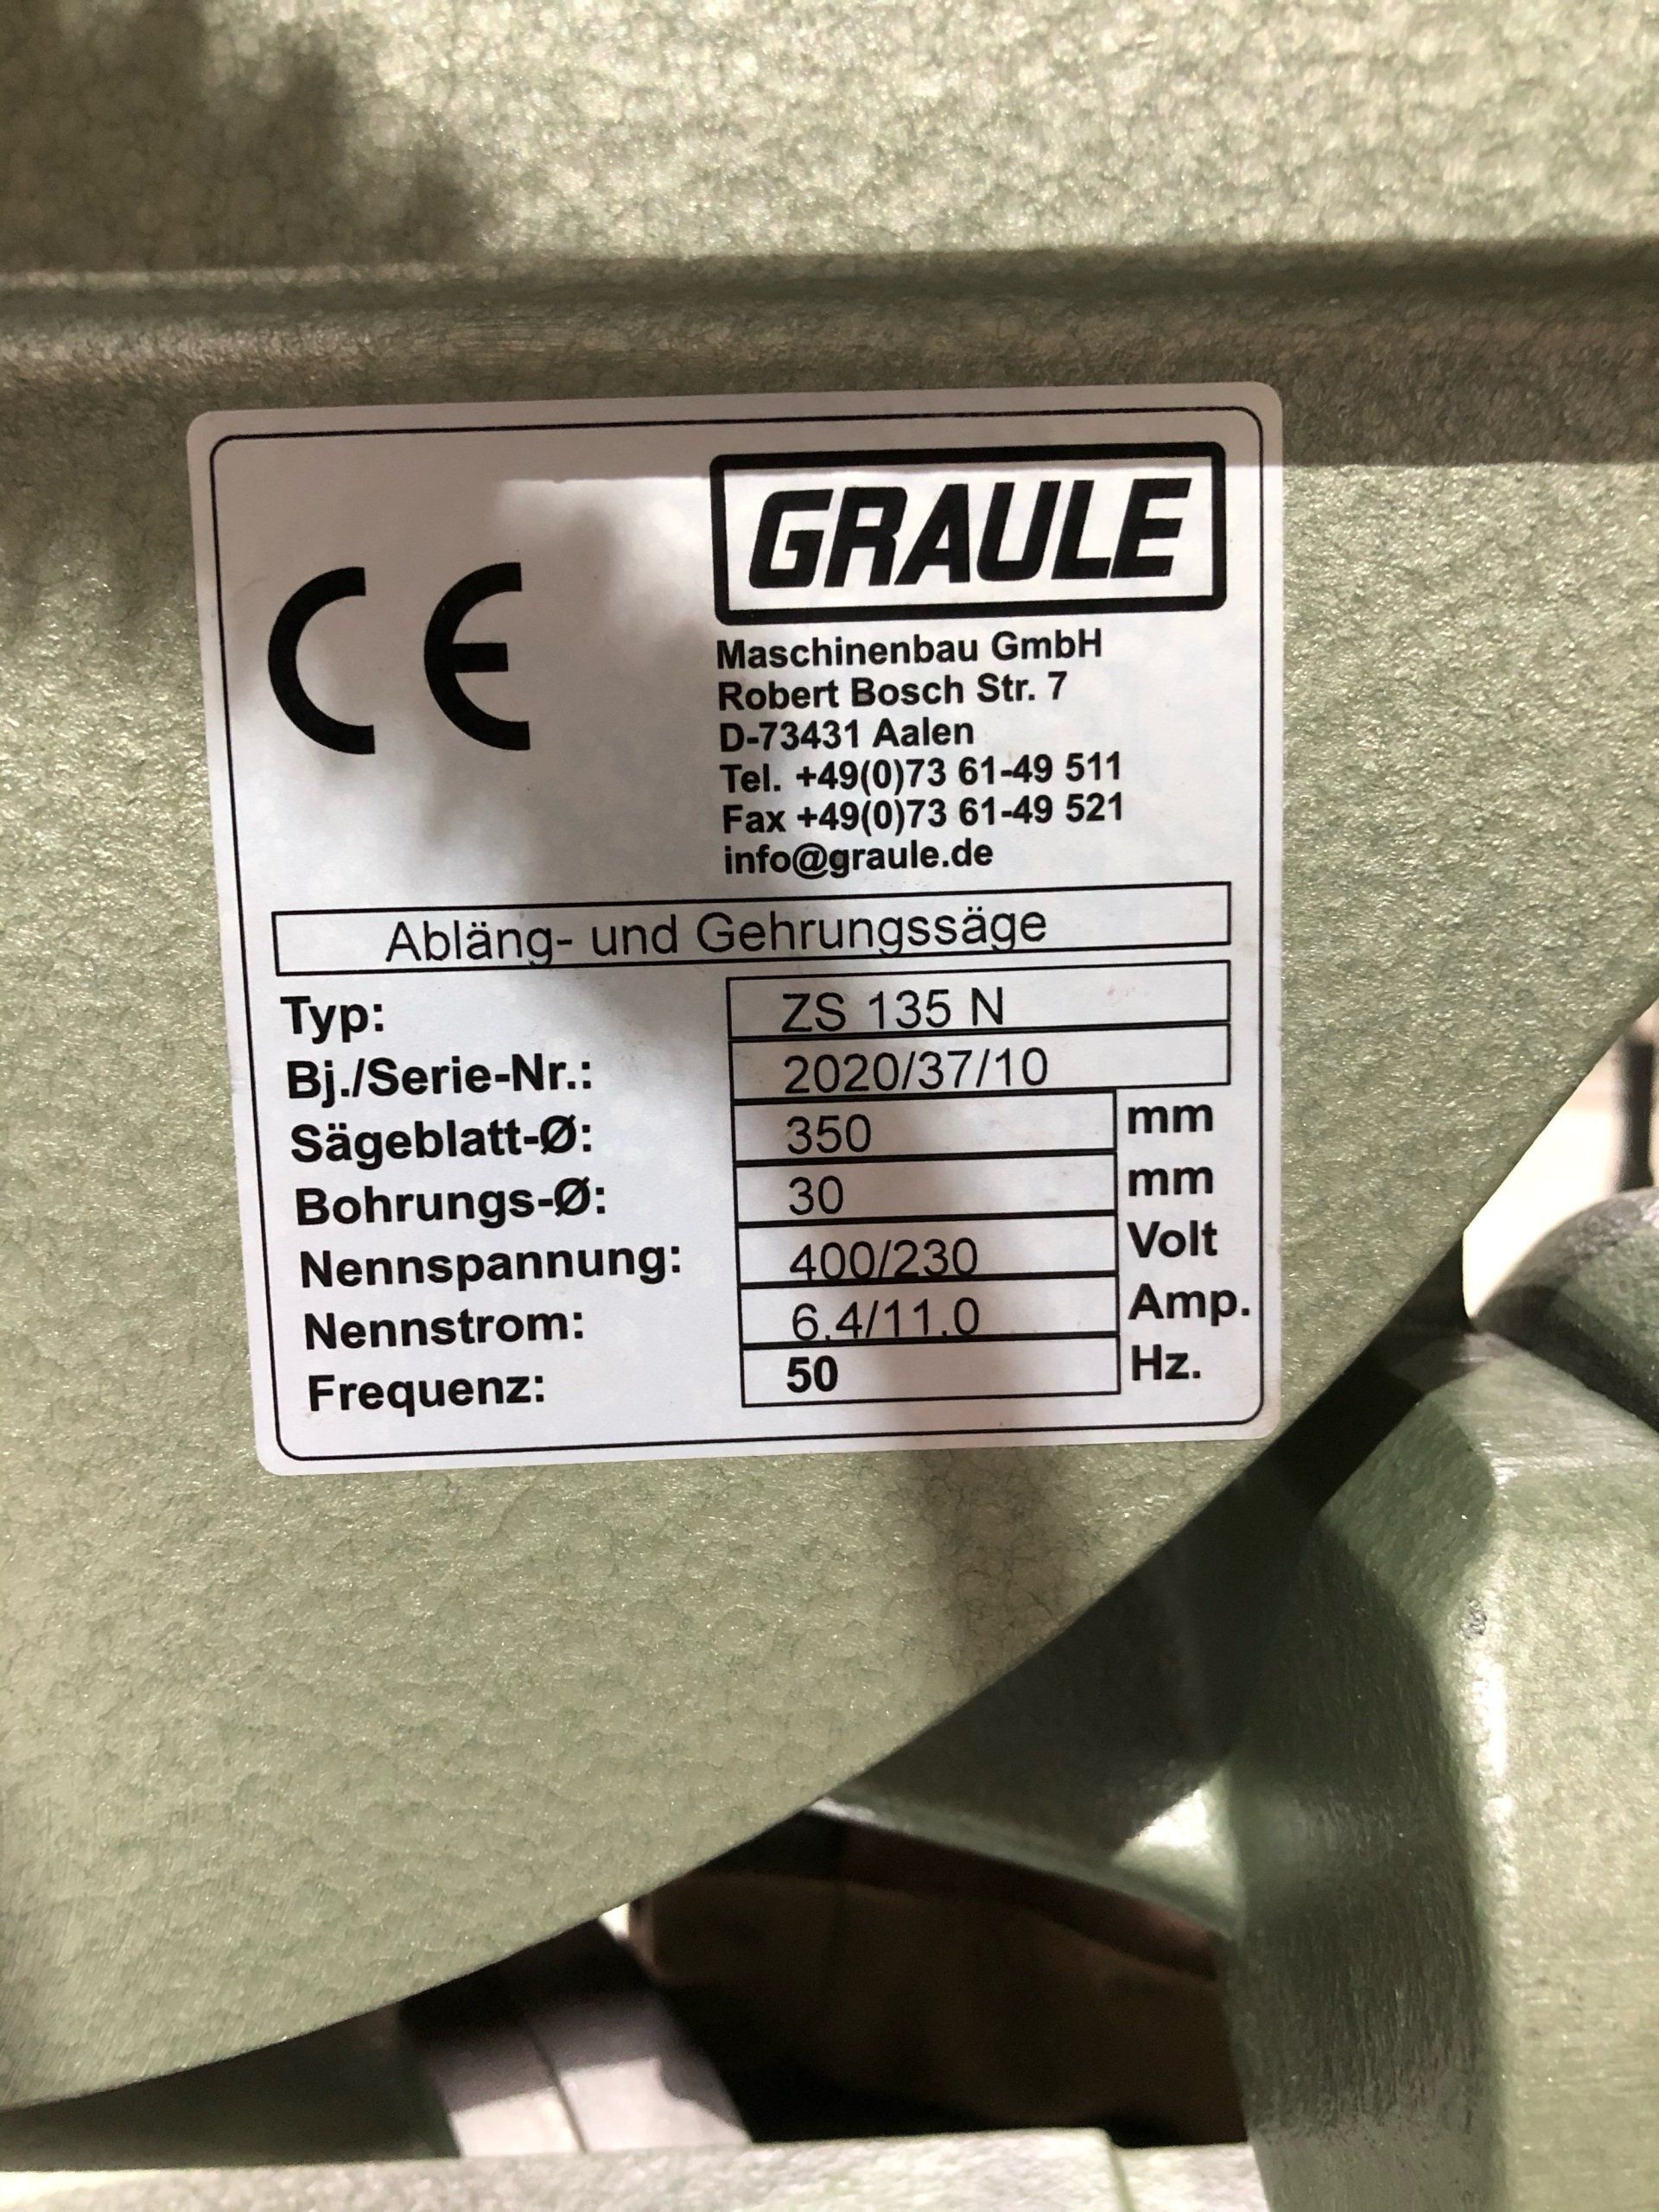 CE
GRAULE
Maschinenbau GmbH
Robert Bosch Str. 7
D-73431 Aalen
Tel. +49(0)73 61-49 511
Fax +49(0)73 61-49 521
info@graule.de
Abläng- und Gehrungssäge
Typ: ZS 135 N
Bj./Serie-Nr.: 2020/37/10
Sägeblatt-Ø: 350 mm
Bohrungs-Ø: 30 mm
Nennspannung: 400/230 Volt
Nennstrom: 6.4/11.0 Amp.
Frequenz: 50 Hz.